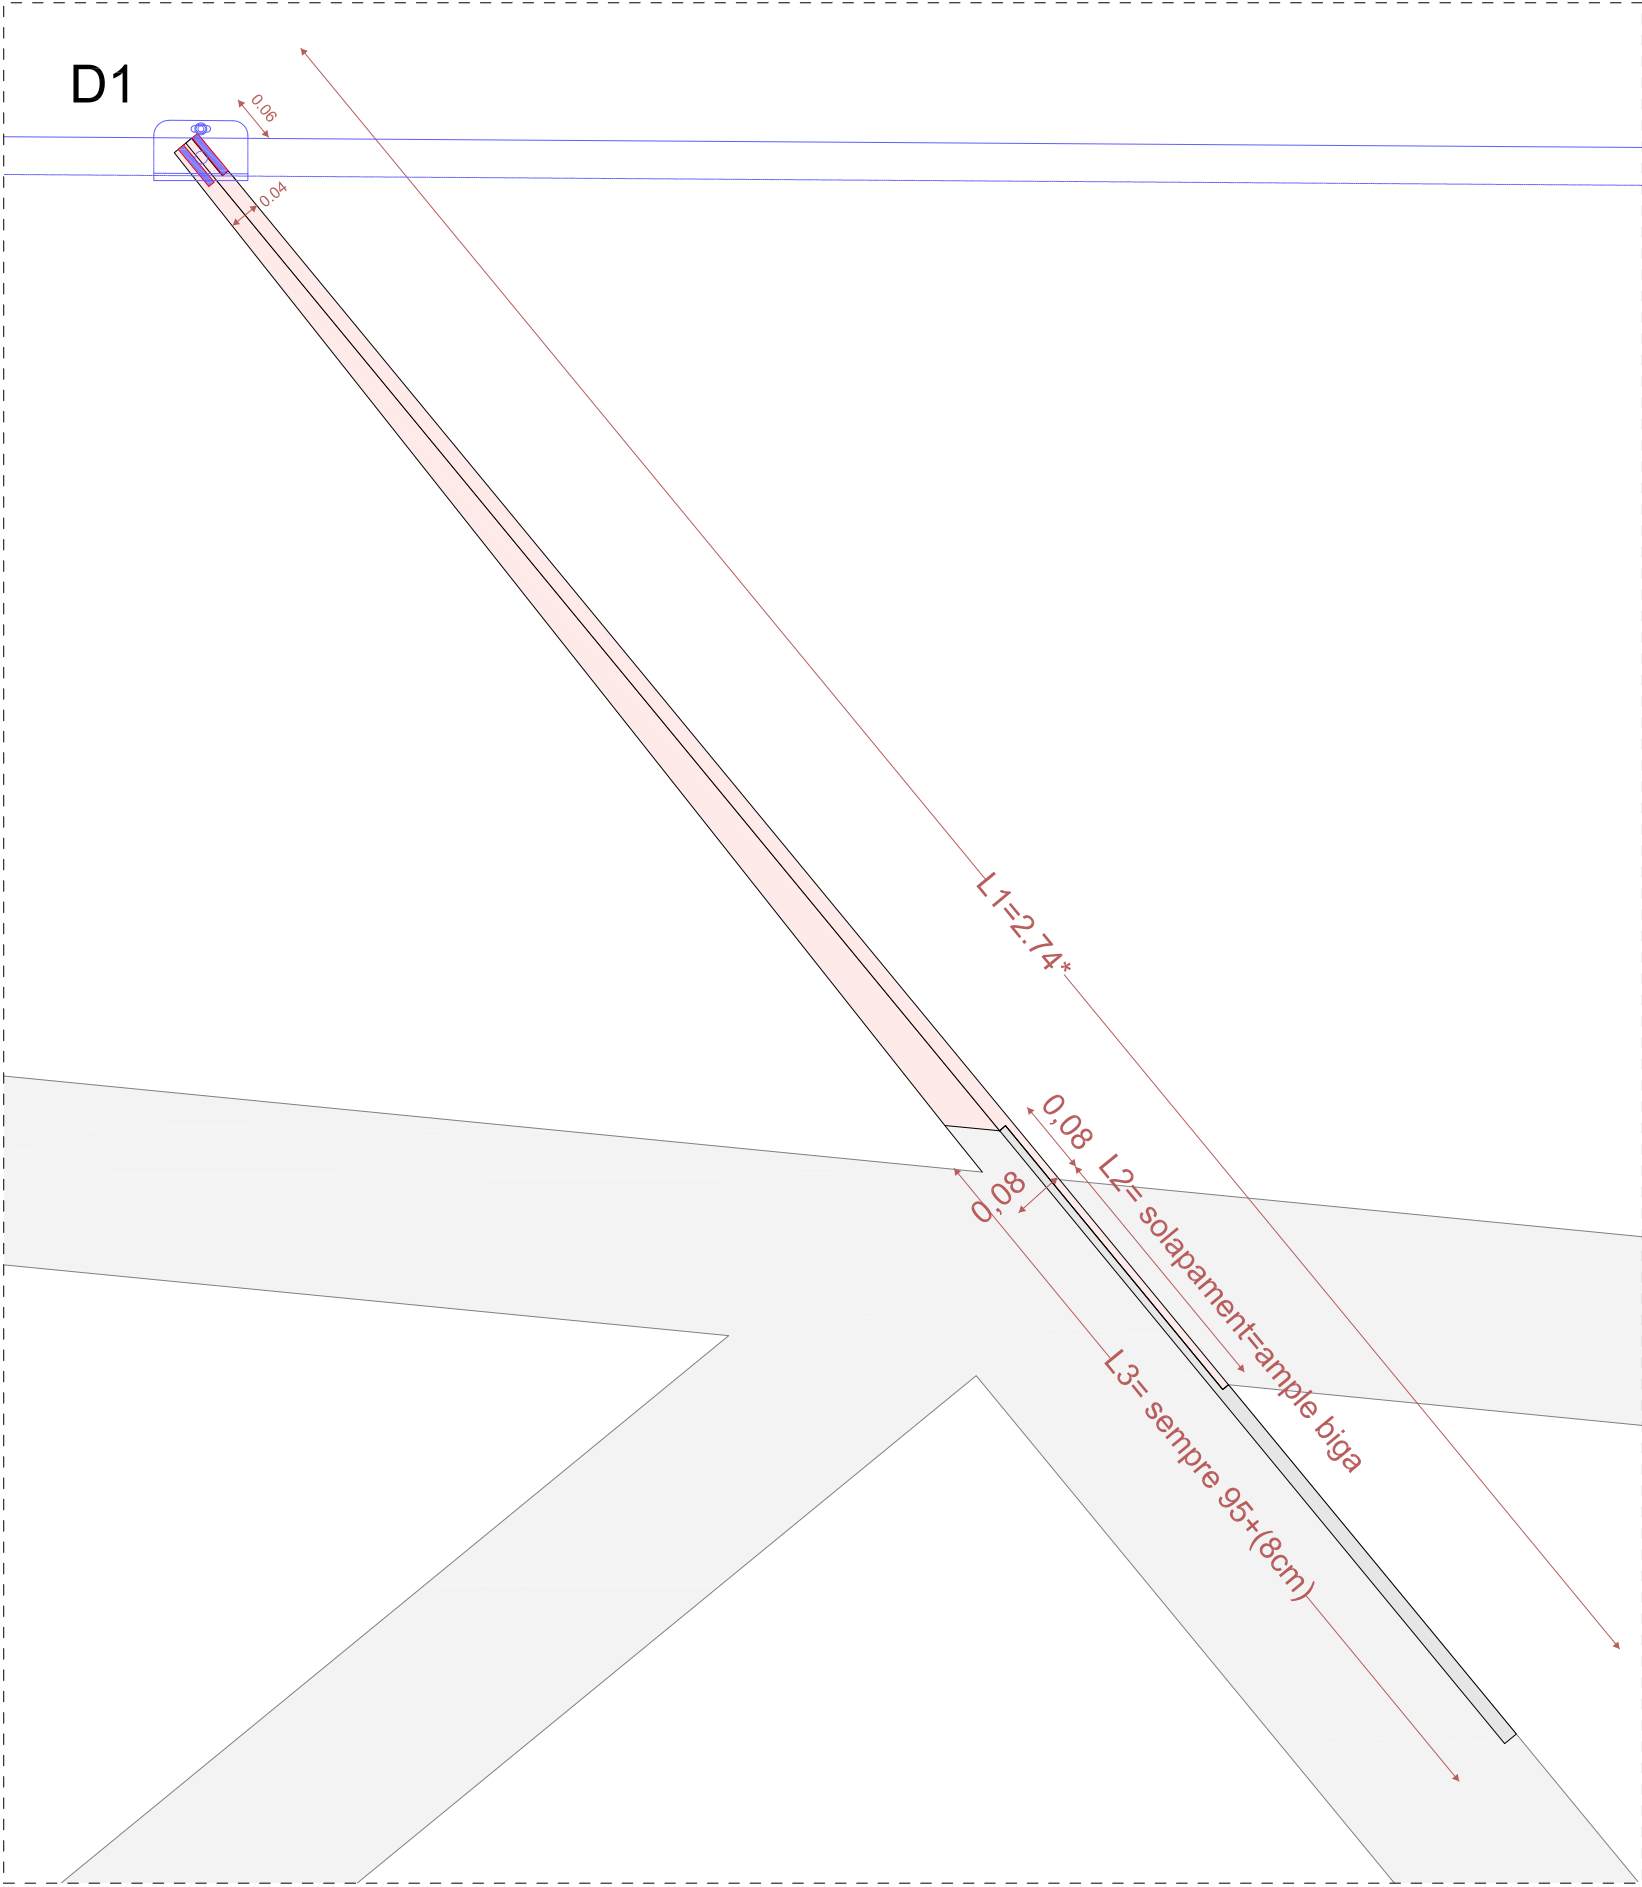 D1
0.06
0.04
L1=2.74*
0,08
L2= solapament=ample biga
0,08
L3= sempre 95+(8cm)